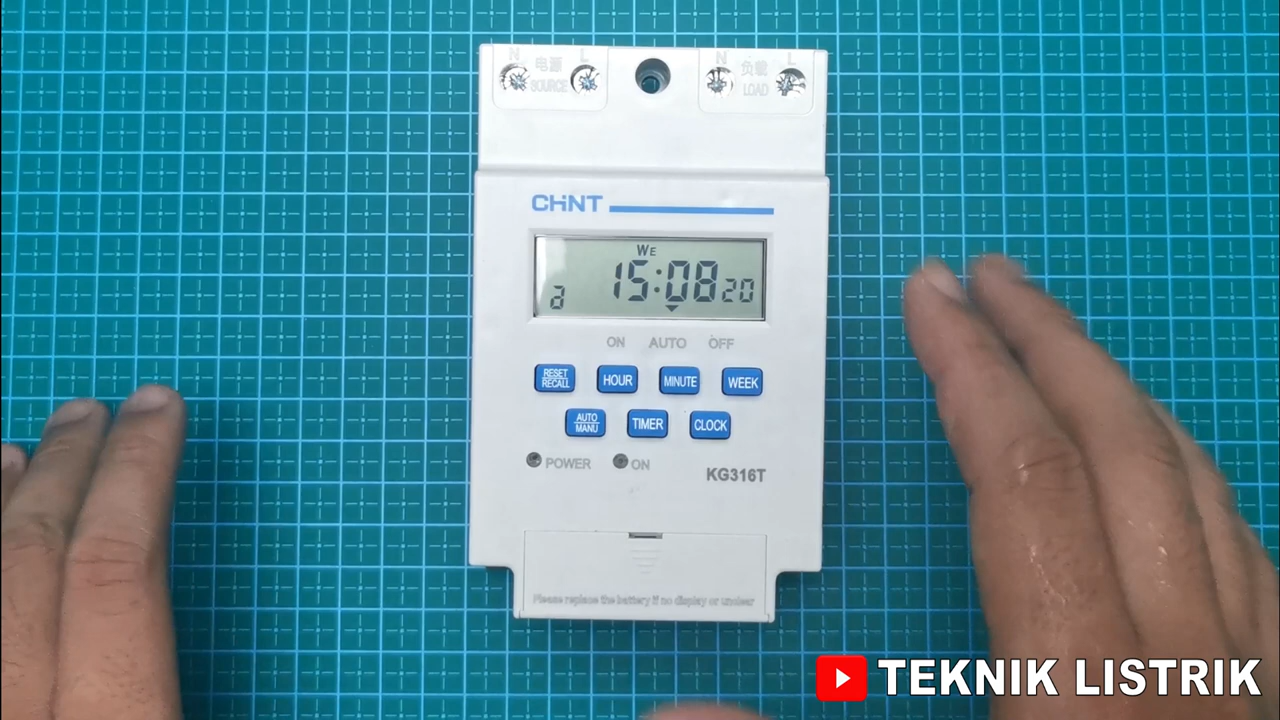 N L N L
电源 负载
SOURCE LOAD
CHNT
WE
15:08 20
a
ON AUTO OFF
RESET
RECALL
HOUR
MINUTE
WEEK
AUTO
MANU
TIMER
CLOCK
POWER ON
KG316T
Please replace the battery if no display or unclear
TEKNIK LISTRIK